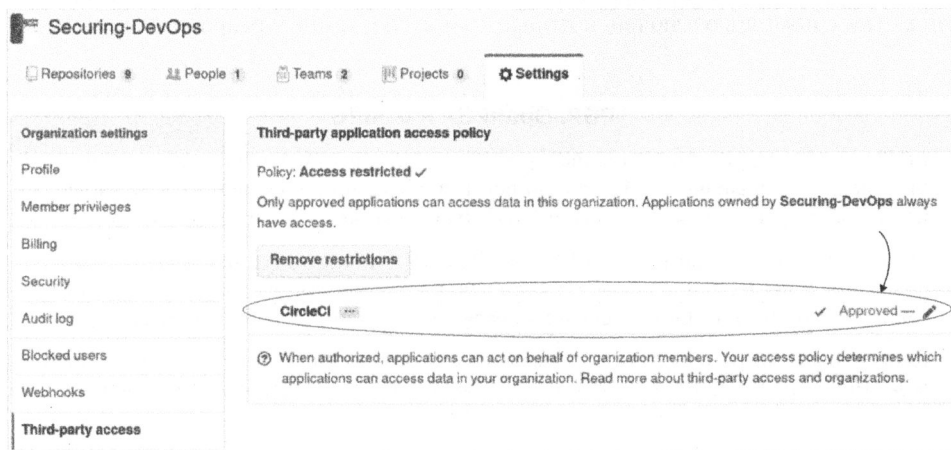 Securing-DevOps
Repositories 9 People 1 Teams 2 Projects 0 Settings
Organization settings
Profile
Member privileges
Billing
Security
Audit log
Blocked users
Webhooks
Third-party access
Third-party application access policy
Policy: Access restricted ✓
Only approved applications can access data in this organization. Applications owned by Securing-DevOps always
have access.
Remove restrictions
CircleCI ··· ✓ Approved —
When authorized, applications can act on behalf of organization members. Your access policy determines which
applications can access data in your organization. Read more about third-party access and organizations.